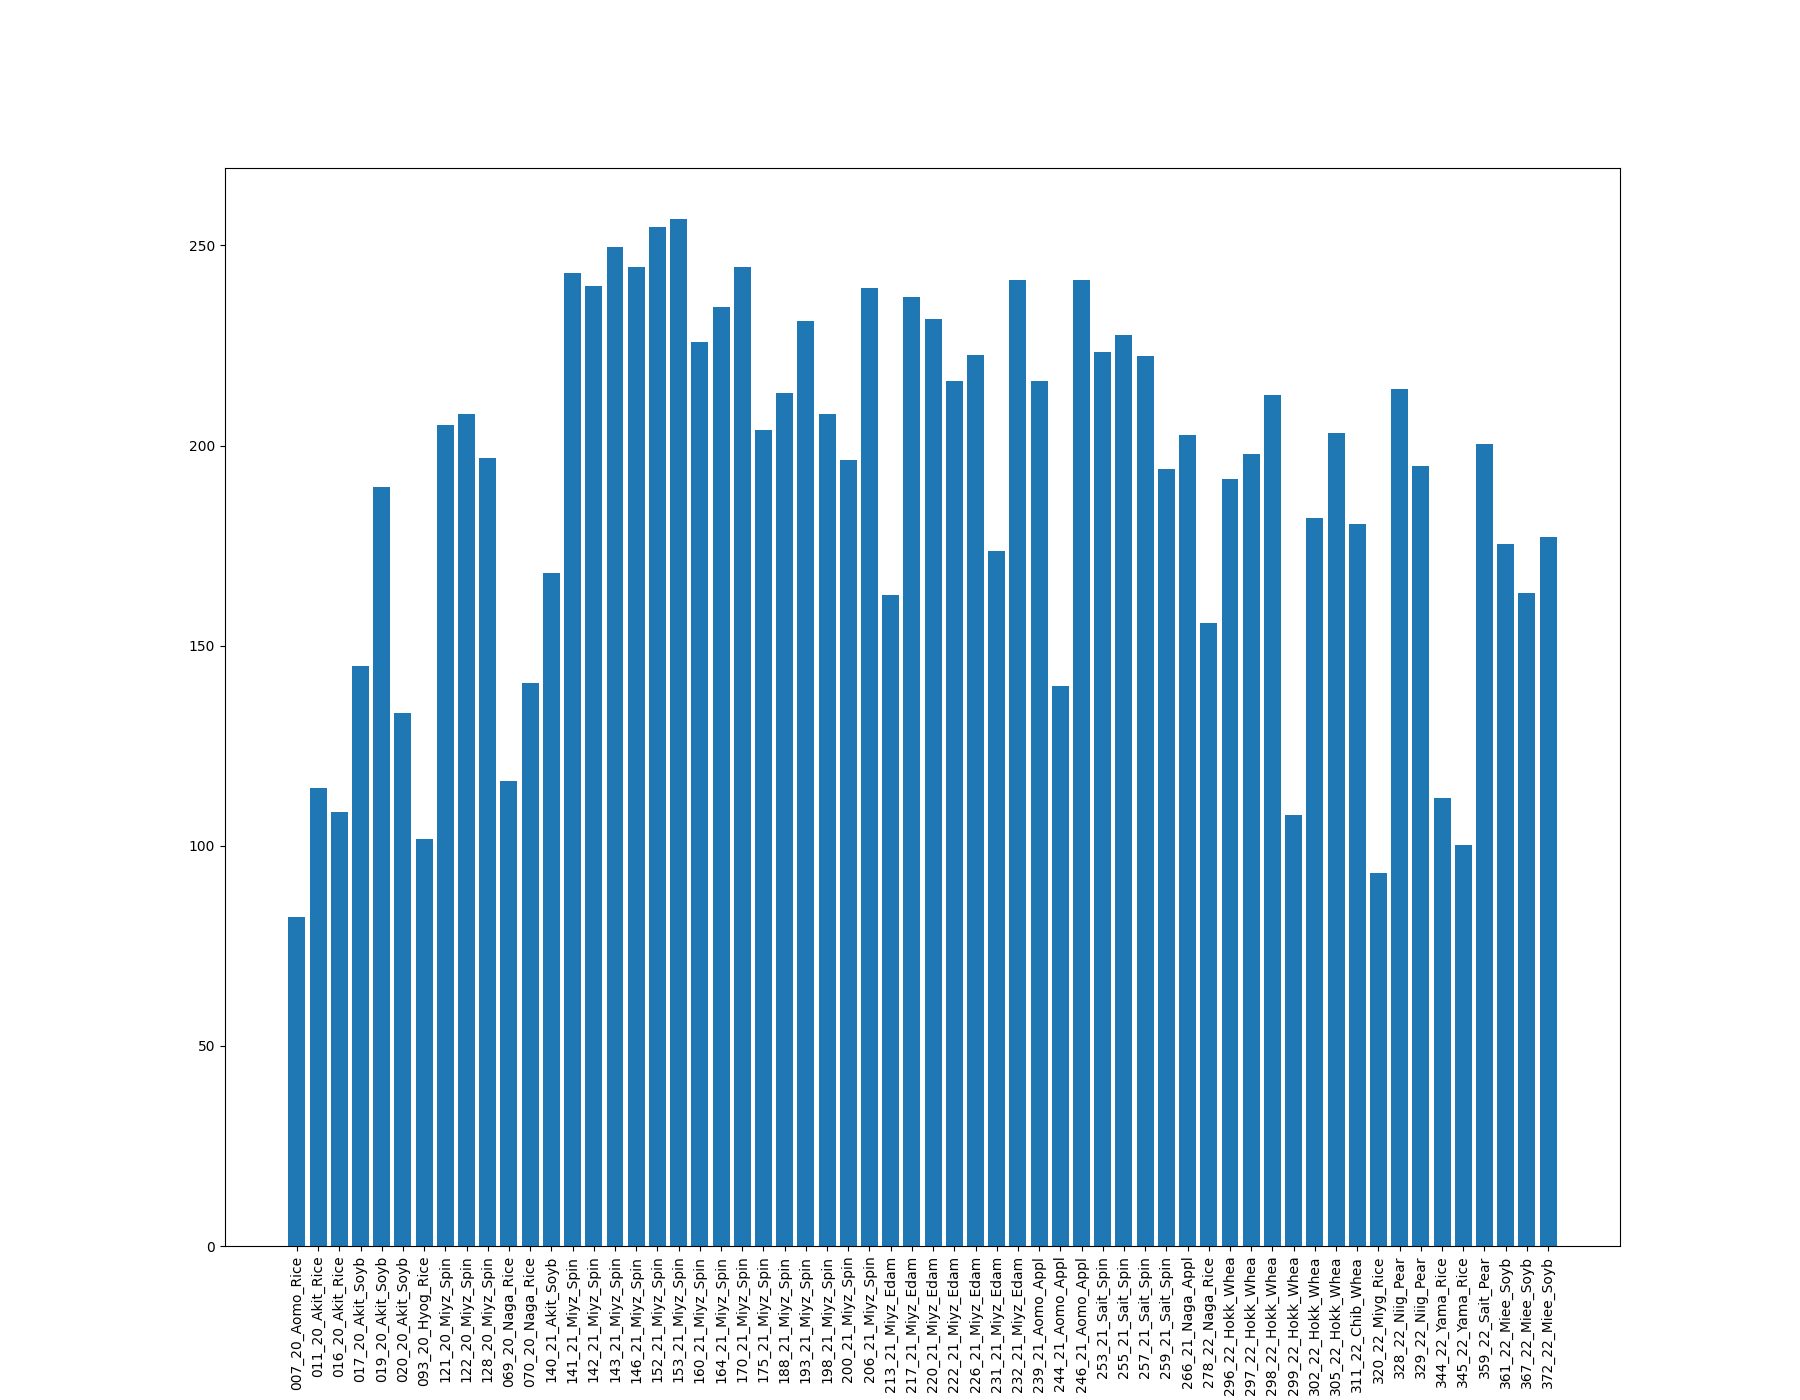 250
200
150
100
50
0
007_20_Aomo_Rice
011_20_Akit_Rice
016_20_Akit_Rice
017_20_Akit_Soyb
019_20_Akit_Soyb
020_20_Akit_Soyb
093_20_Hyog_Rice
121_20_Miyz_Spin
122_20_Miyz_Spin
128_20_Miyz_Spin
069_20_Naga_Rice
070_20_Naga_Rice
140_21_Akit_Soyb
141_21_Miyz_Spin
142_21_Miyz_Spin
143_21_Miyz_Spin
146_21_Miyz_Spin
152_21_Miyz_Spin
153_21_Miyz_Spin
160_21_Miyz_Spin
164_21_Miyz_Spin
170_21_Miyz_Spin
175_21_Miyz_Spin
188_21_Miyz_Spin
193_21_Miyz_Spin
198_21_Miyz_Spin
200_21_Miyz_Spin
206_21_Miyz_Spin
213_21_Miyz_Edam
217_21_Miyz_Edam
220_21_Miyz_Edam
222_21_Miyz_Edam
226_21_Miyz_Edam
231_21_Miyz_Edam
232_21_Miyz_Edam
239_21_Aomo_Appl
244_21_Aomo_Appl
246_21_Aomo_Appl
253_21_Sait_Spin
255_21_Sait_Spin
257_21_Sait_Spin
259_21_Sait_Spin
266_21_Naga_Appl
278_22_Naga_Rice
296_22_Hokk_Whea
297_22_Hokk_Whea
298_22_Hokk_Whea
299_22_Hokk_Whea
302_22_Hokk_Whea
305_22_Hokk_Whea
311_22_Chib_Whea
320_22_Miyg_Rice
328_22_Niig_Pear
329_22_Niig_Pear
344_22_Yama_Rice
345_22_Yama_Rice
359_22_Sait_Pear
361_22_Miee_Soyb
367_22_Miee_Soyb
372_22_Miee_Soyb